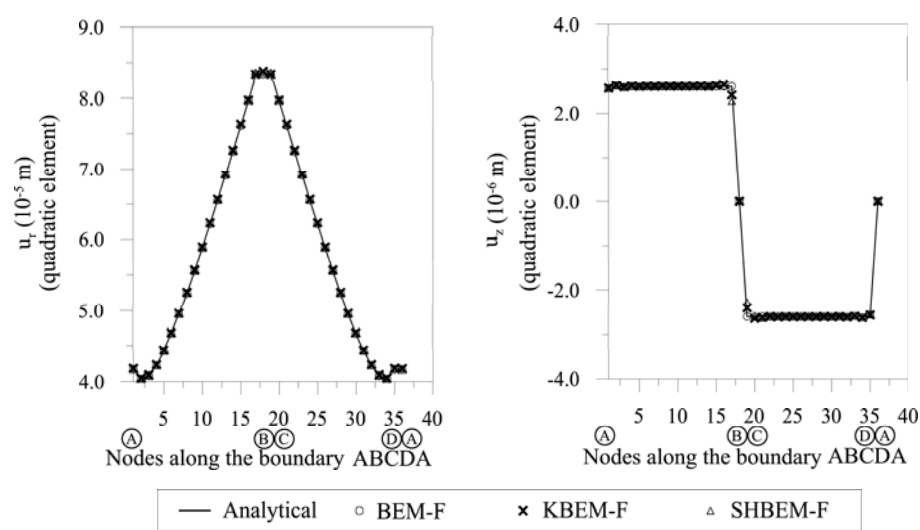 9.0
8.0
7.0
6.0
5.0
4.0
u_r (10^-5 m)
(quadratic element)
5 10 15 20 25 30 35 40
A B C D A
Nodes along the boundary ABCDA
4.0
2.0
0.0
-2.0
-4.0
u_z (10^-6 m)
(quadratic element)
5 10 15 20 25 30 35 40
A B C D A
Nodes along the boundary ABCDA
Analytical BEM-F KBEM-F SHBEM-F